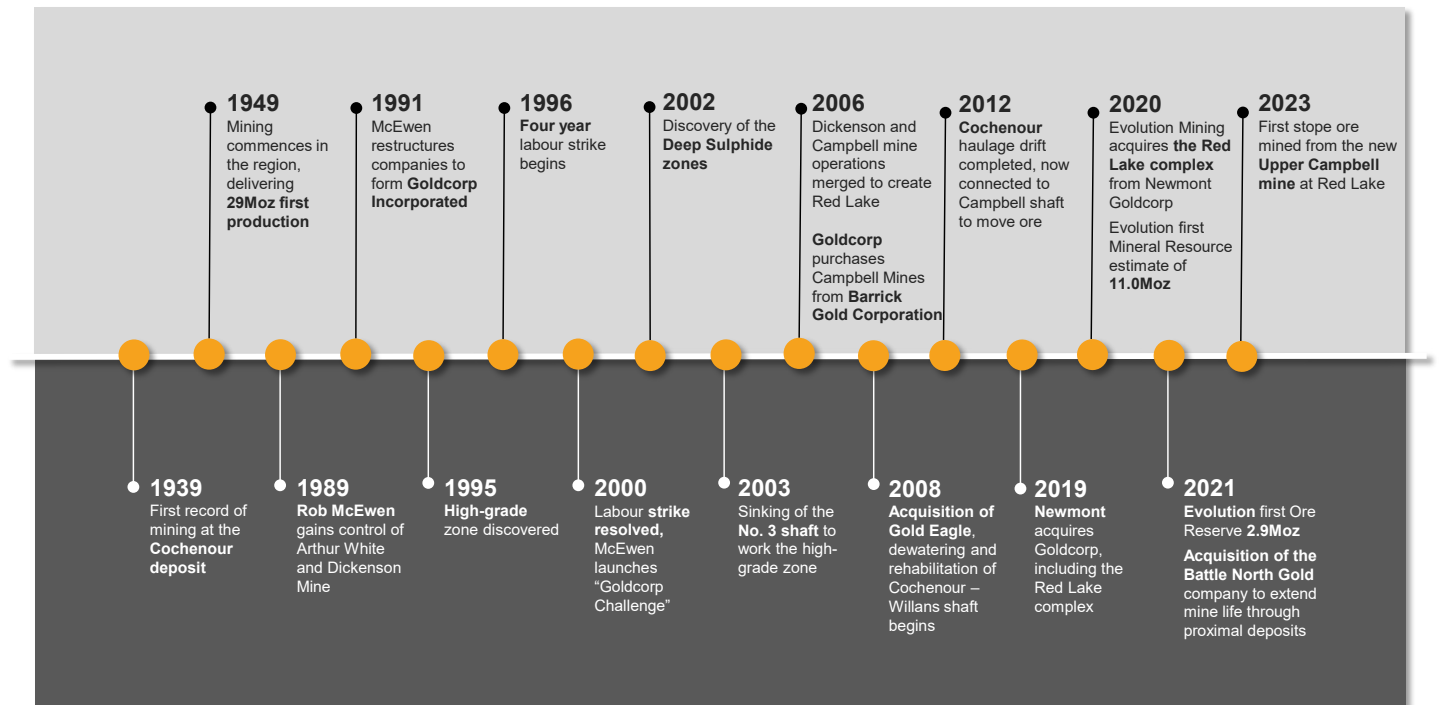 1949
Mining
commences in
the region,
delivering
29Moz first
production
1991
McEwen
restructures
companies to
form Goldcorp
Incorporated
1996
Four year
labour strike
begins
2002
Discovery of the
Deep Sulphide
zones
2006
Dickenson and
Campbell mine
operations
merged to create
Red Lake
Goldcorp
purchases
Campbell Mines
from Barrick
Gold Corporation
2012
Cochenour
haulage drift
completed, now
connected to
Campbell shaft
to move ore
2020
Evolution Mining
acquires the Red
Lake complex
from Newmont
Goldcorp
Evolution first
Mineral Resource
estimate of
11.0Moz
2023
First stope ore
mined from the new
Upper Campbell
mine at Red Lake
1939
First record of
mining at the
Cochenour
deposit
1989
Rob McEwen
gains control of
Arthur White
and Dickenson
Mine
1995
High-grade
zone discovered
2000
Labour strike
resolved,
McEwen
launches
“Goldcorp
Challenge”
2003
Sinking of the
No. 3 shaft to
work the high-
grade zone
2008
Acquisition of
Gold Eagle,
dewatering and
rehabilitation of
Cochenour –
Willans shaft
begins
2019
Newmont
acquires
Goldcorp,
including the
Red Lake
complex
2021
Evolution first Ore
Reserve 2.9Moz
Acquisition of the
Battle North Gold
company to extend
mine life through
proximal deposits